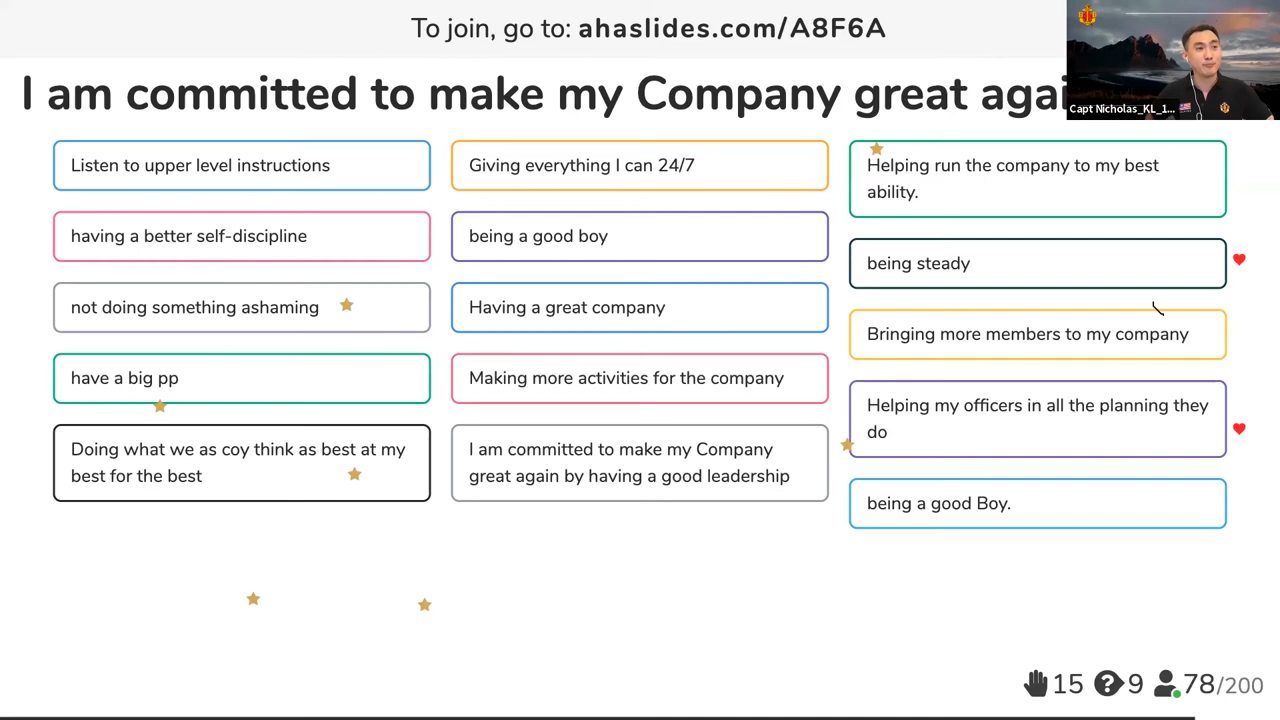 To join, go to: ahaslides.com/A8F6A
I am committed to make my Company great agai
Capt Nicholas_KL_1...
Listen to upper level instructions
having a better self-discipline
not doing something ashaming
have a big pp
Doing what we as coy think as best at my
best for the best
Giving everything I can 24/7
being a good boy
Having a great company
Making more activities for the company
I am committed to make my Company
great again by having a good leadership
Helping run the company to my best
ability.
being steady
Bringing more members to my company
Helping my officers in all the planning they
do
being a good Boy.
15 9 78/200